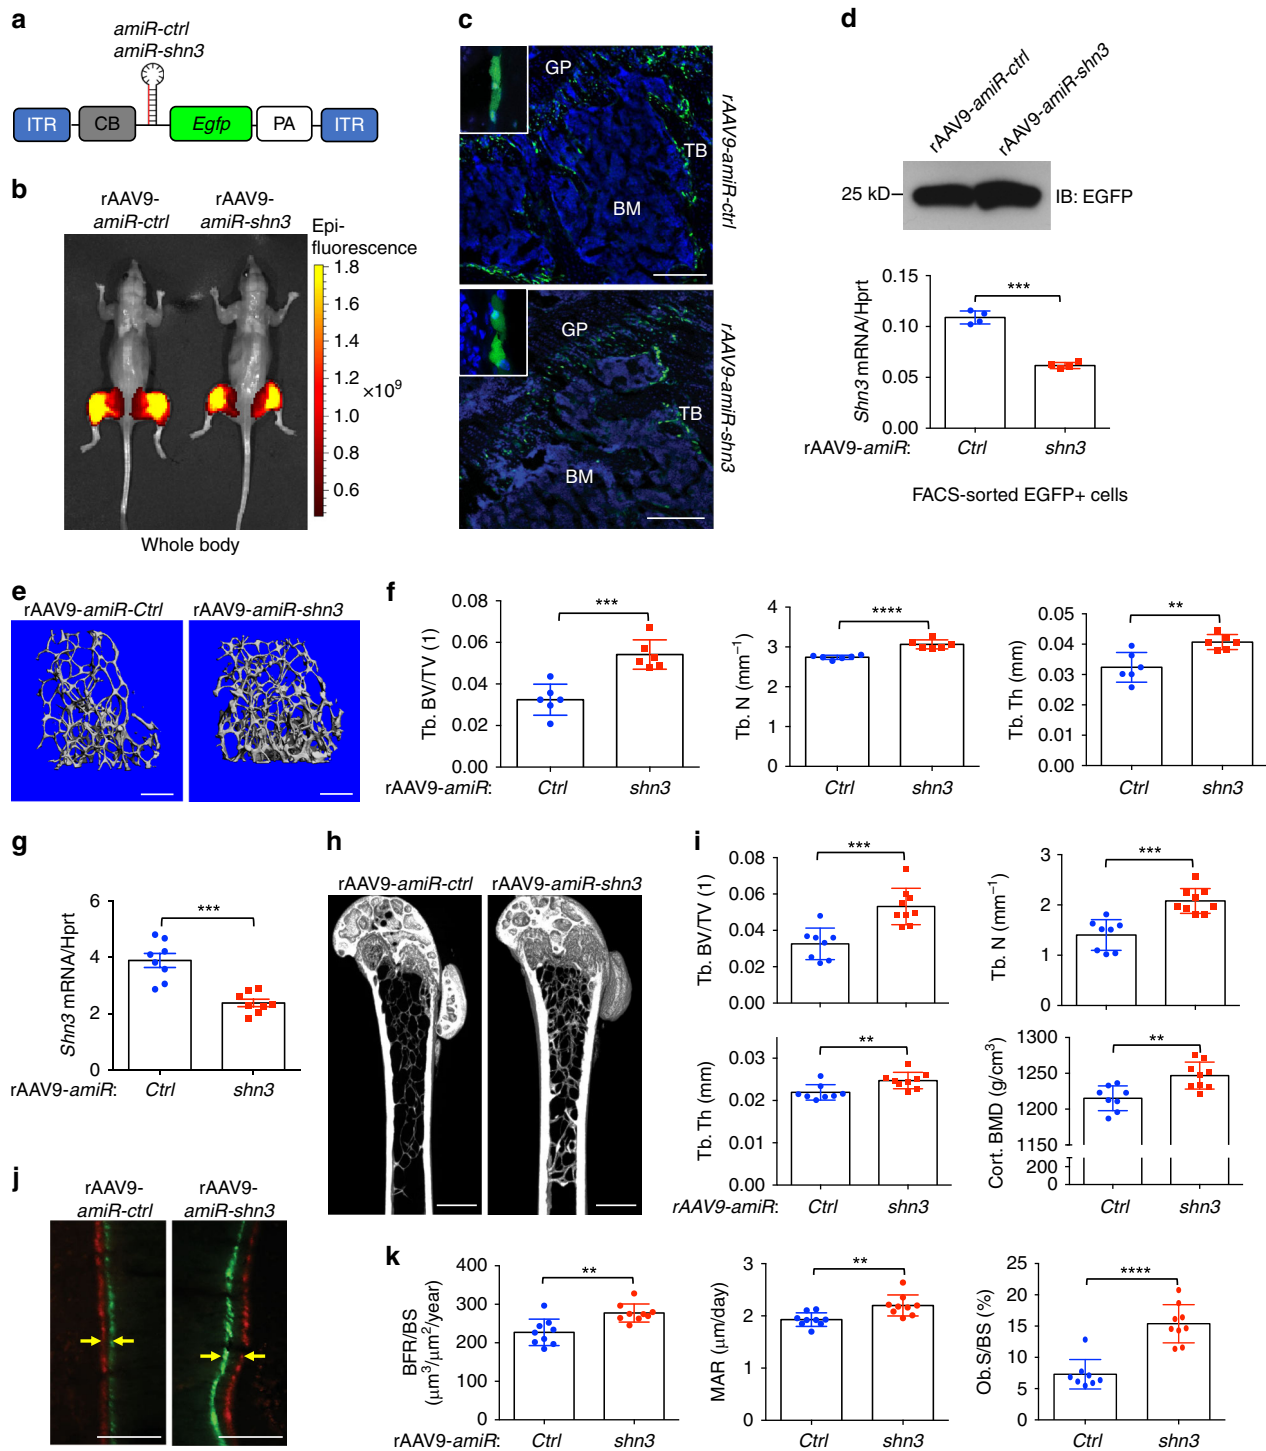 a
amiR-ctrl
amiR-shn3
ITR CB Egfp PA ITR
b
rAAV9-
amiR-ctrl
rAAV9-
amiR-shn3
Epi-
fluorescence
1.8
1.6
1.4
1.2
×10⁹
1.0
0.8
0.6
Whole body
c
GP
TB
BM
rAAV9-amiR-ctrl
GP
TB
BM
rAAV9-amiR-shn3
d
rAAV9-amiR-ctrl
rAAV9-amiR-shn3
25 kD
IB: EGFP
Shn3 mRNA/Hprt
0.15
0.10
0.05
0.00
***
rAAV9-amiR: Ctrl shn3
FACS-sorted EGFP+ cells
e
rAAV9-amiR-Ctrl rAAV9-amiR-shn3
f
Tb. BV/TV (1)
0.08
0.06
0.04
0.02
0.00
***
rAAV9-amiR: Ctrl shn3
Tb. N (mm⁻¹)
4
3
2
1
0
****
Ctrl shn3
Tb. Th (mm)
0.05
0.04
0.03
0.02
0.01
0.00
**
Ctrl shn3
g
Shn3 mRNA/Hprt
6
4
2
0
***
rAAV9-amiR: Ctrl shn3
h
rAAV9-amiR-ctrl rAAV9-amiR-shn3
i
Tb. BV/TV (1)
0.08
0.06
0.04
0.02
0.00
***
Tb. N (mm⁻¹)
3
2
1
0
***
Tb. Th (mm)
0.03
0.02
0.01
0.00
**
rAAV9-amiR: Ctrl shn3
Cort. BMD (g/cm³)
1300
1250
1200
1150
200
0
**
Ctrl shn3
j
rAAV9-
amiR-ctrl
rAAV9-
amiR-shn3
k
BFR/BS
(μm³/μm²/year)
400
300
200
100
0
**
rAAV9-amiR: Ctrl shn3
MAR (μm/day)
3
2
1
0
**
Ctrl shn3
Ob.S/BS (%)
25
20
15
10
5
0
****
Ctrl shn3